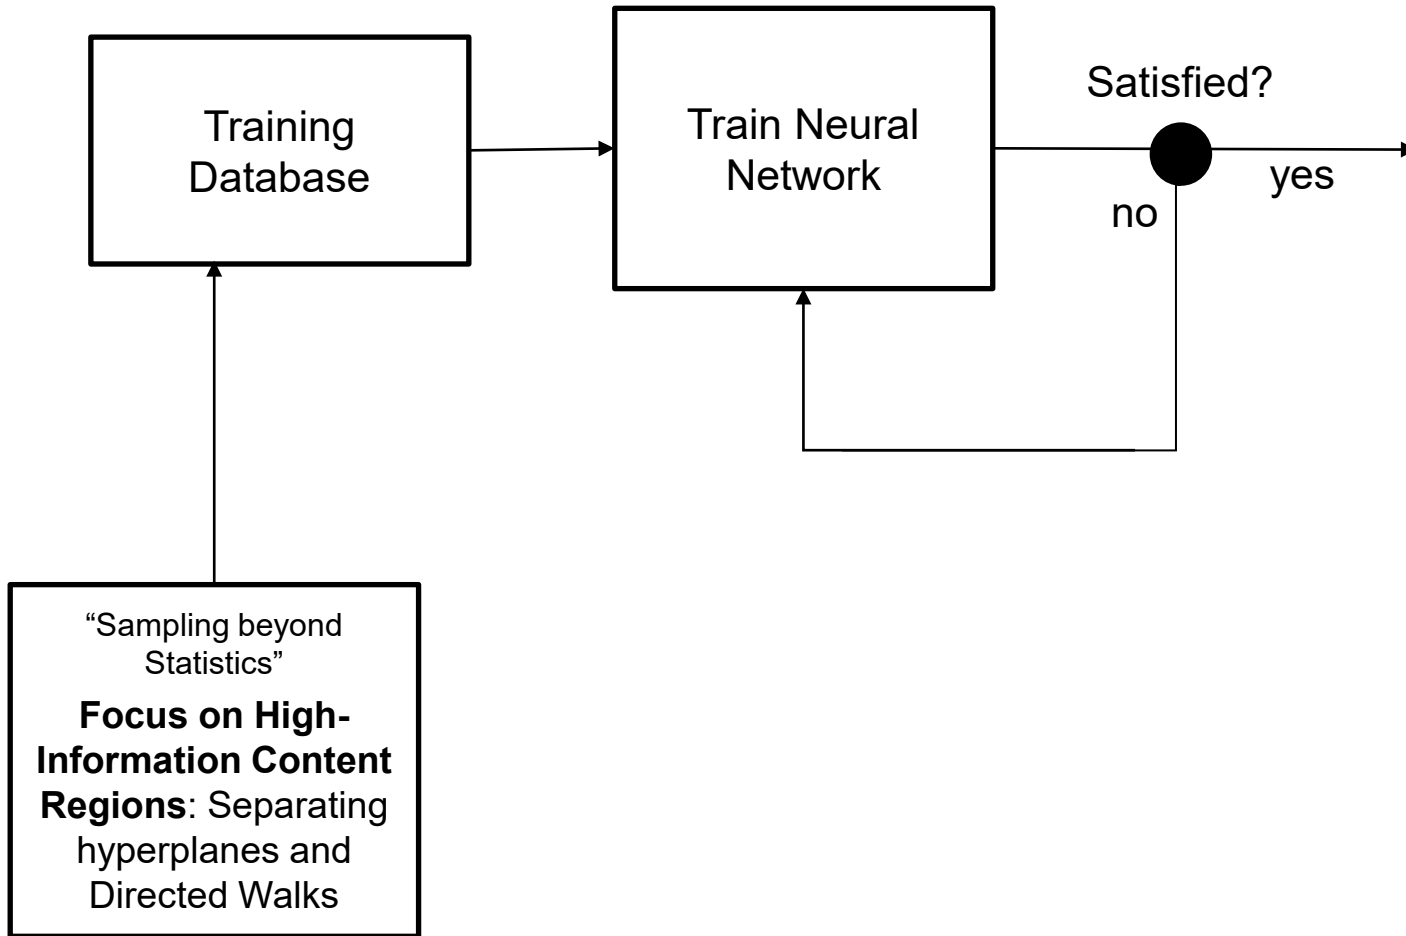 Training
Database
Train Neural
Network
Satisfied?
yes
no
“Sampling beyond
Statistics”
Focus on High-
Information Content
Regions: Separating
hyperplanes and
Directed Walks